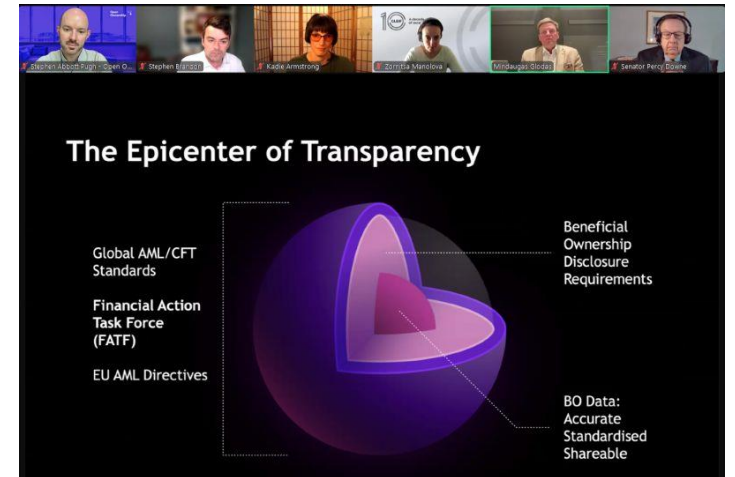 Stephen Abbott Pugh - Open O...
Stephen Branson
Kadie Armstrong
Zornitsa Manolova
Mindaugas Glodas
Senator Percy Downe
The Epicenter of Transparency
Global AML/CFT
Standards
Financial Action
Task Force
(FATF)
EU AML Directives
Beneficial
Ownership
Disclosure
Requirements
BO Data:
Accurate
Standardised
Shareable